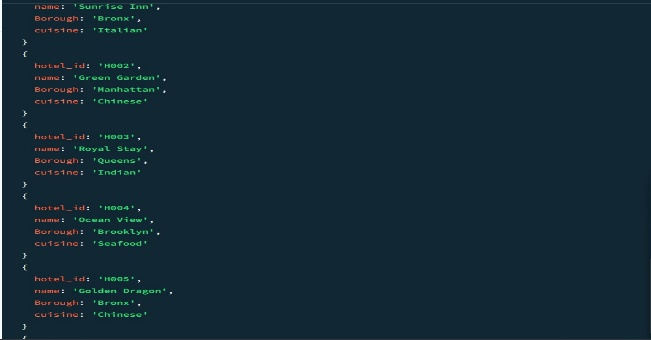 name: 'Sunrise Inn',
Borough: 'Bronx',
cuisine: 'Italian'
}
{
hotel_id: 'H002',
name: 'Green Garden',
Borough: 'Manhattan',
cuisine: 'Chinese'
}
{
hotel_id: 'H003',
name: 'Royal Stay',
Borough: 'Queens',
cuisine: 'Indian'
}
{
hotel_id: 'H004',
name: 'Ocean View',
Borough: 'Brooklyn',
cuisine: 'Seafood'
}
{
hotel_id: 'H005',
name: 'Golden Dragon',
Borough: 'Bronx',
cuisine: 'Chinese'
}
{